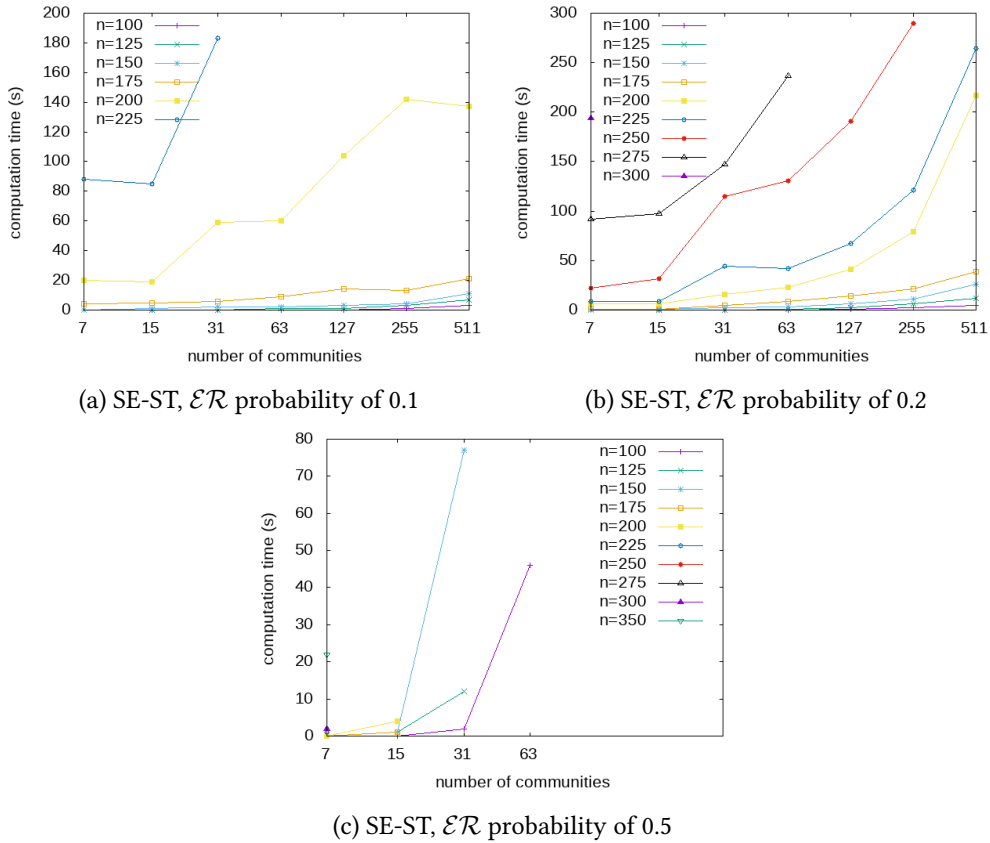 200
180
160
140
120
100
80
60
40
20
0
computation time (s)
n=100
n=125
n=150
n=175
n=200
n=225
7 15 31 63 127 255 511
number of communities
(a) SE-ST, ℰℛ probability of 0.1
300
250
200
150
100
50
0
computation time (s)
n=100
n=125
n=150
n=175
n=200
n=225
n=250
n=275
n=300
7 15 31 63 127 255 511
number of communities
(b) SE-ST, ℰℛ probability of 0.2
80
70
60
50
40
30
20
10
0
computation time (s)
n=100
n=125
n=150
n=175
n=200
n=225
n=250
n=275
n=300
n=350
7 15 31 63
number of communities
(c) SE-ST, ℰℛ probability of 0.5